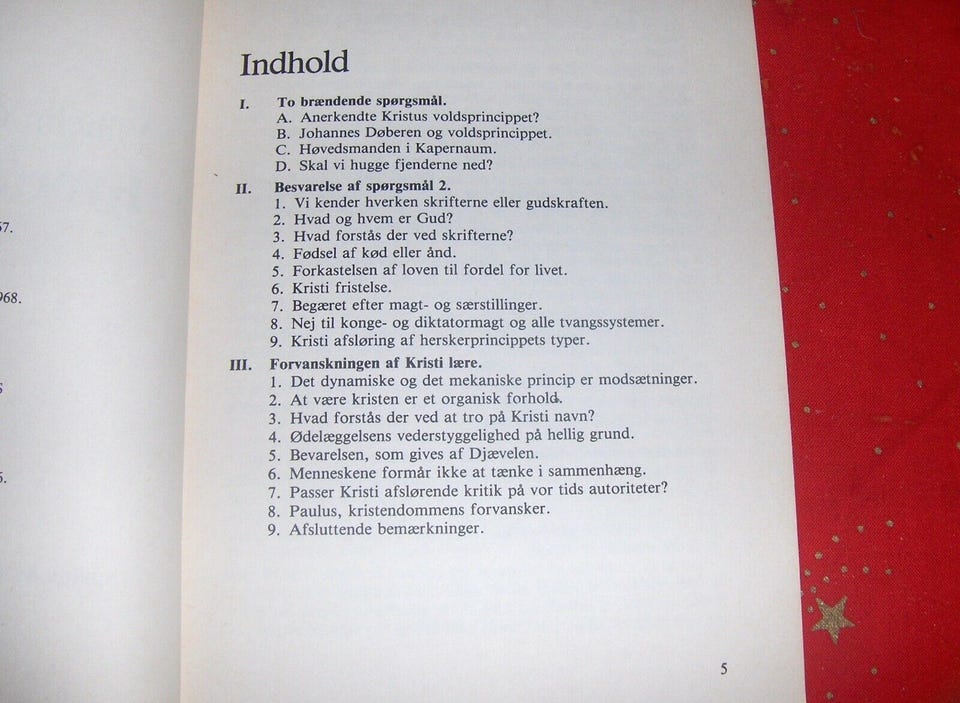 57.
968.
Indhold
I. To brændende spørgsmål.
A. Anerkendte Kristus voldsprincippet?
B. Johannes Døberen og voldsprincippet.
C. Høvedsmanden i Kapernaum.
D. Skal vi hugge fjenderne ned?
II. Besvarelse af spørgsmål 2.
1. Vi kender hverken skrifterne eller gudskraften.
2. Hvad og hvem er Gud?
3. Hvad forstås der ved skrifterne?
4. Fødsel af kød eller ånd.
5. Forkastelsen af loven til fordel for livet.
6. Kristi fristelse.
7. Begæret efter magt- og særstillinger.
8. Nej til konge- og diktatormagt og alle tvangssystemer.
9. Kristi afsløring af herskerprincippets typer.
III. Forvanskningen af Kristi lære.
1. Det dynamiske og det mekaniske princip er modsætninger.
2. At være kristen er et organisk forhold.
3. Hvad forstås der ved at tro på Kristi navn?
4. Ødelæggelsens vederstyggelighed på hellig grund.
5. Bevarelsen, som gives af Djævelen.
6. Menneskene formår ikke at tænke i sammenhæng.
7. Passer Kristi afslørende kritik på vor tids autoriteter?
8. Paulus, kristendommens forvansker.
9. Afsluttende bemærkninger.
5